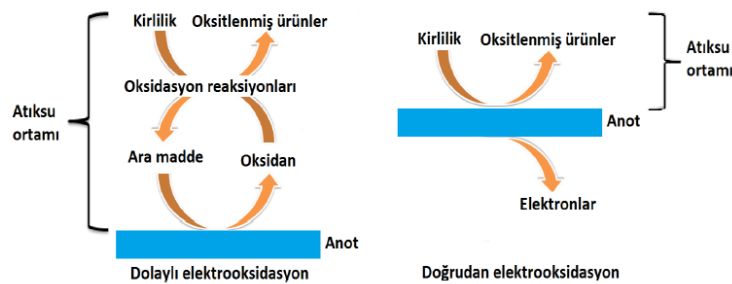 Kirlilik Oksitlenmiş ürünler
Oksidasyon reaksiyonları
Atıksu
ortamı
Ara madde Oksidan
Anot
Dolaylı elektrooksidasyon
Kirlilik Oksitlenmiş ürünler
Atıksu
ortamı
Anot
Elektronlar
Doğrudan elektrooksidasyon